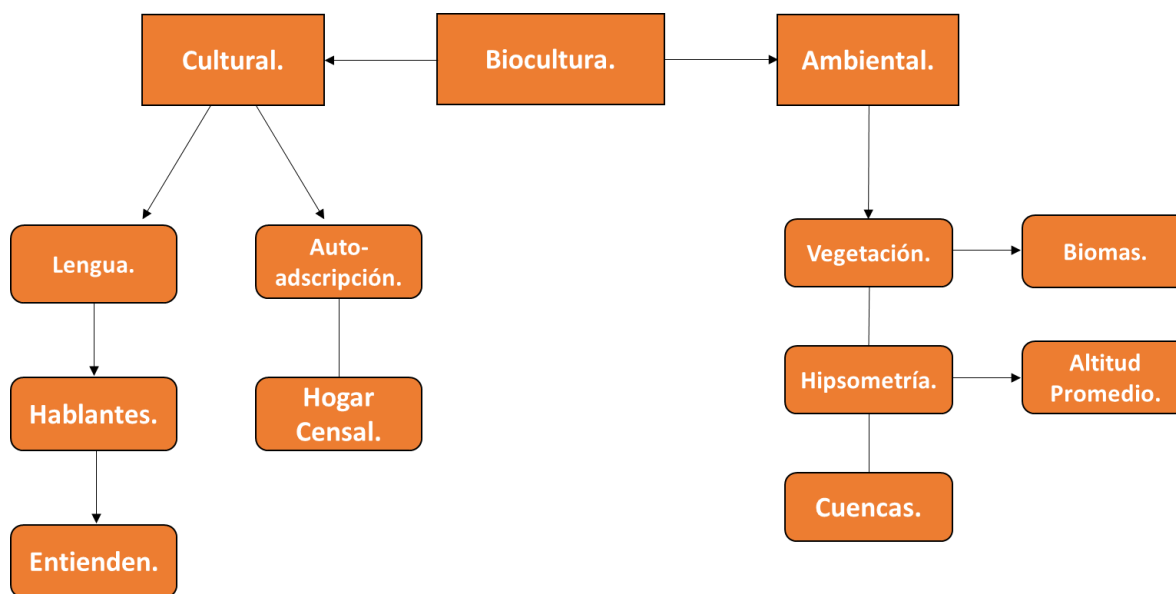 Cultural.
Biocultura.
Ambiental.
Lengua.
Auto-
adscripción.
Vegetación.
Biomas.
Hablantes.
Hogar
Censal.
Hipsometría.
Altitud
Promedio.
Entienden.
Cuencas.